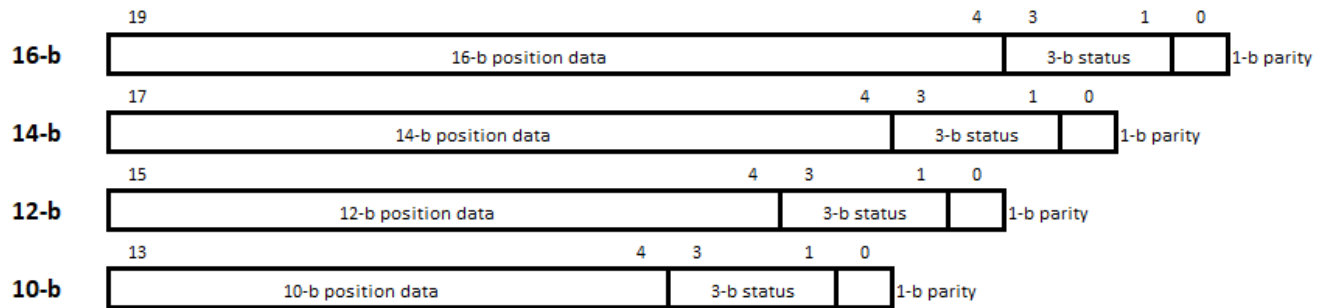 19 4 3 1 0
16-b 16-b position data 3-b status 1-b parity
17 4 3 1 0
14-b 14-b position data 3-b status 1-b parity
15 4 3 1 0
12-b 12-b position data 3-b status 1-b parity
13 4 3 1 0
10-b 10-b position data 3-b status 1-b parity